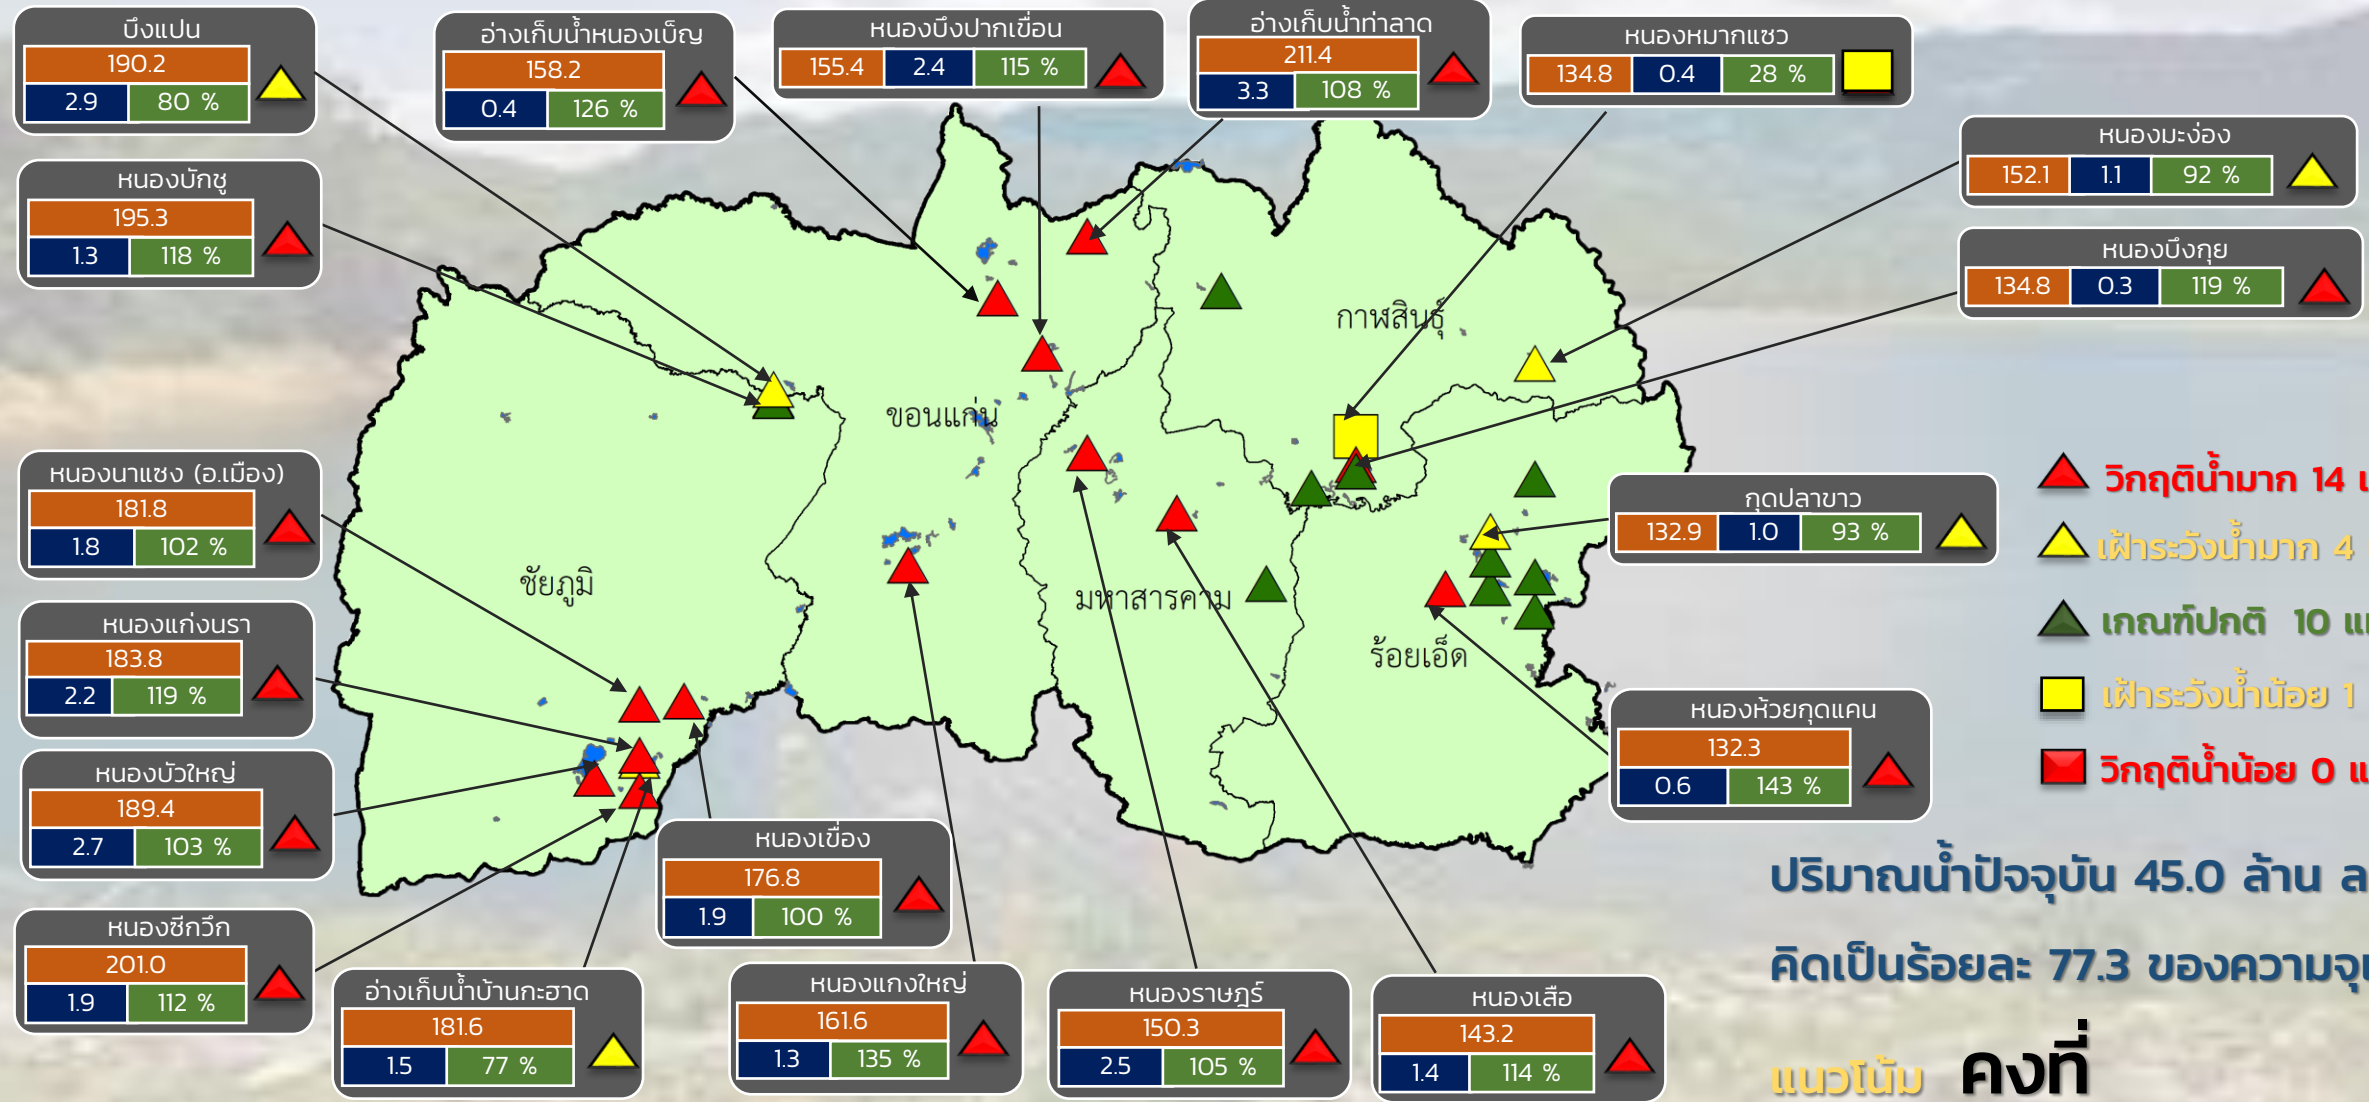 บึงแปน
190.2
2.9 80 %
อ่างเก็บน้ำหนองเบ็ญ
158.2
0.4 126 %
หนองบึงปากเขื่อน
155.4 2.4 115 %
อ่างเก็บน้ำท่าลาด
211.4
3.3 108 %
หนองหมากแซว
134.8 0.4 28 %
หนองมะง่อง
152.1 1.1 92 %
หนองบักชู
195.3
1.3 118 %
หนองบึงกุย
134.8 0.3 119 %
กาฬสินธุ์
ขอนแก่น
หนองนาแซง (อ.เมือง)
181.8
1.8 102 %
กุดปลาขาว
132.9 1.0 93 %
วิกฤติน้ำมาก 14 แ
เฝ้าระวังน้ำมาก 4
เกณฑ์ปกติ 10 แ
เฝ้าระวังน้ำน้อย 1
วิกฤติน้ำน้อย 0 แ
ชัยภูมิ
มหาสารคาม
ร้อยเอ็ด
หนองแก่งนรา
183.8
2.2 119 %
หนองห้วยกุดแคน
132.3
0.6 143 %
หนองบัวใหญ่
189.4
2.7 103 %
หนองเขื่อง
176.8
1.9 100 %
หนองซีกวึก
201.0
1.9 112 %
อ่างเก็บน้ำบ้านกะฮาด
181.6
1.5 77 %
หนองแกงใหญ่
161.6
1.3 135 %
หนองราษฎร์
150.3
2.5 105 %
หนองเสือ
143.2
1.4 114 %
ปริมาณน้ำปัจจุบัน 45.0 ล้าน ล
คิดเป็นร้อยละ 77.3 ของความจุ
แนวโน้ม คงที่